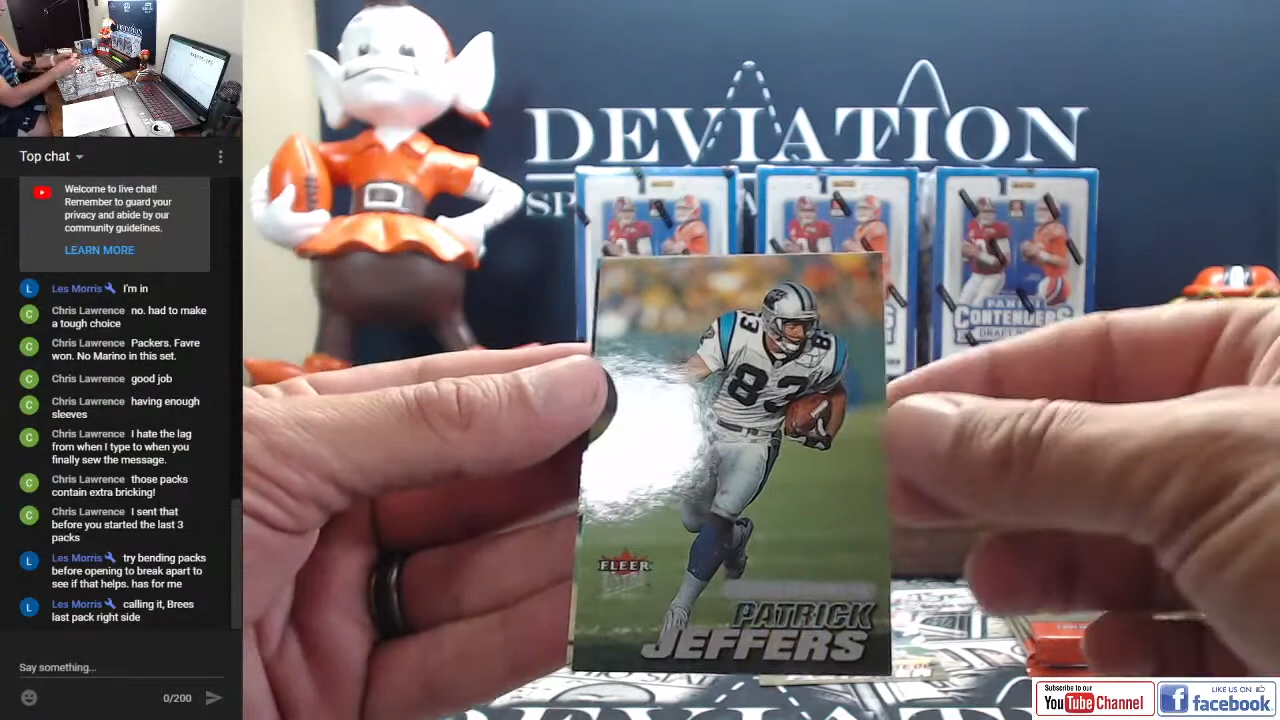 Top chat
Welcome to live chat!
Remember to guard your
privacy and abide by our
community guidelines.
LEARN MORE
L Les Morris I'm in
C Chris Lawrence no. had to make
a tough choice
C Chris Lawrence Packers. Favre
won. No Marino in this set.
C Chris Lawrence good job
C Chris Lawrence having enough
sleeves
C Chris Lawrence I hate the lag
from when I type to when you
finally sew the message.
C Chris Lawrence those packs
contain extra bricking!
C Chris Lawrence I sent that
before you started the last 3
packs
L Les Morris try bending packs
before opening to break apart to
see if that helps. has for me
L Les Morris calling it, Brees
last pack right side
Say something...
0/200
DEVIATION
SP
PANINI
CONTENDERS
DRAFT
83
83
FLEER
PATRICK
JEFFERS
DEVIATION
Subscribe to our
YouTube Channel
LIKE US ON
facebook